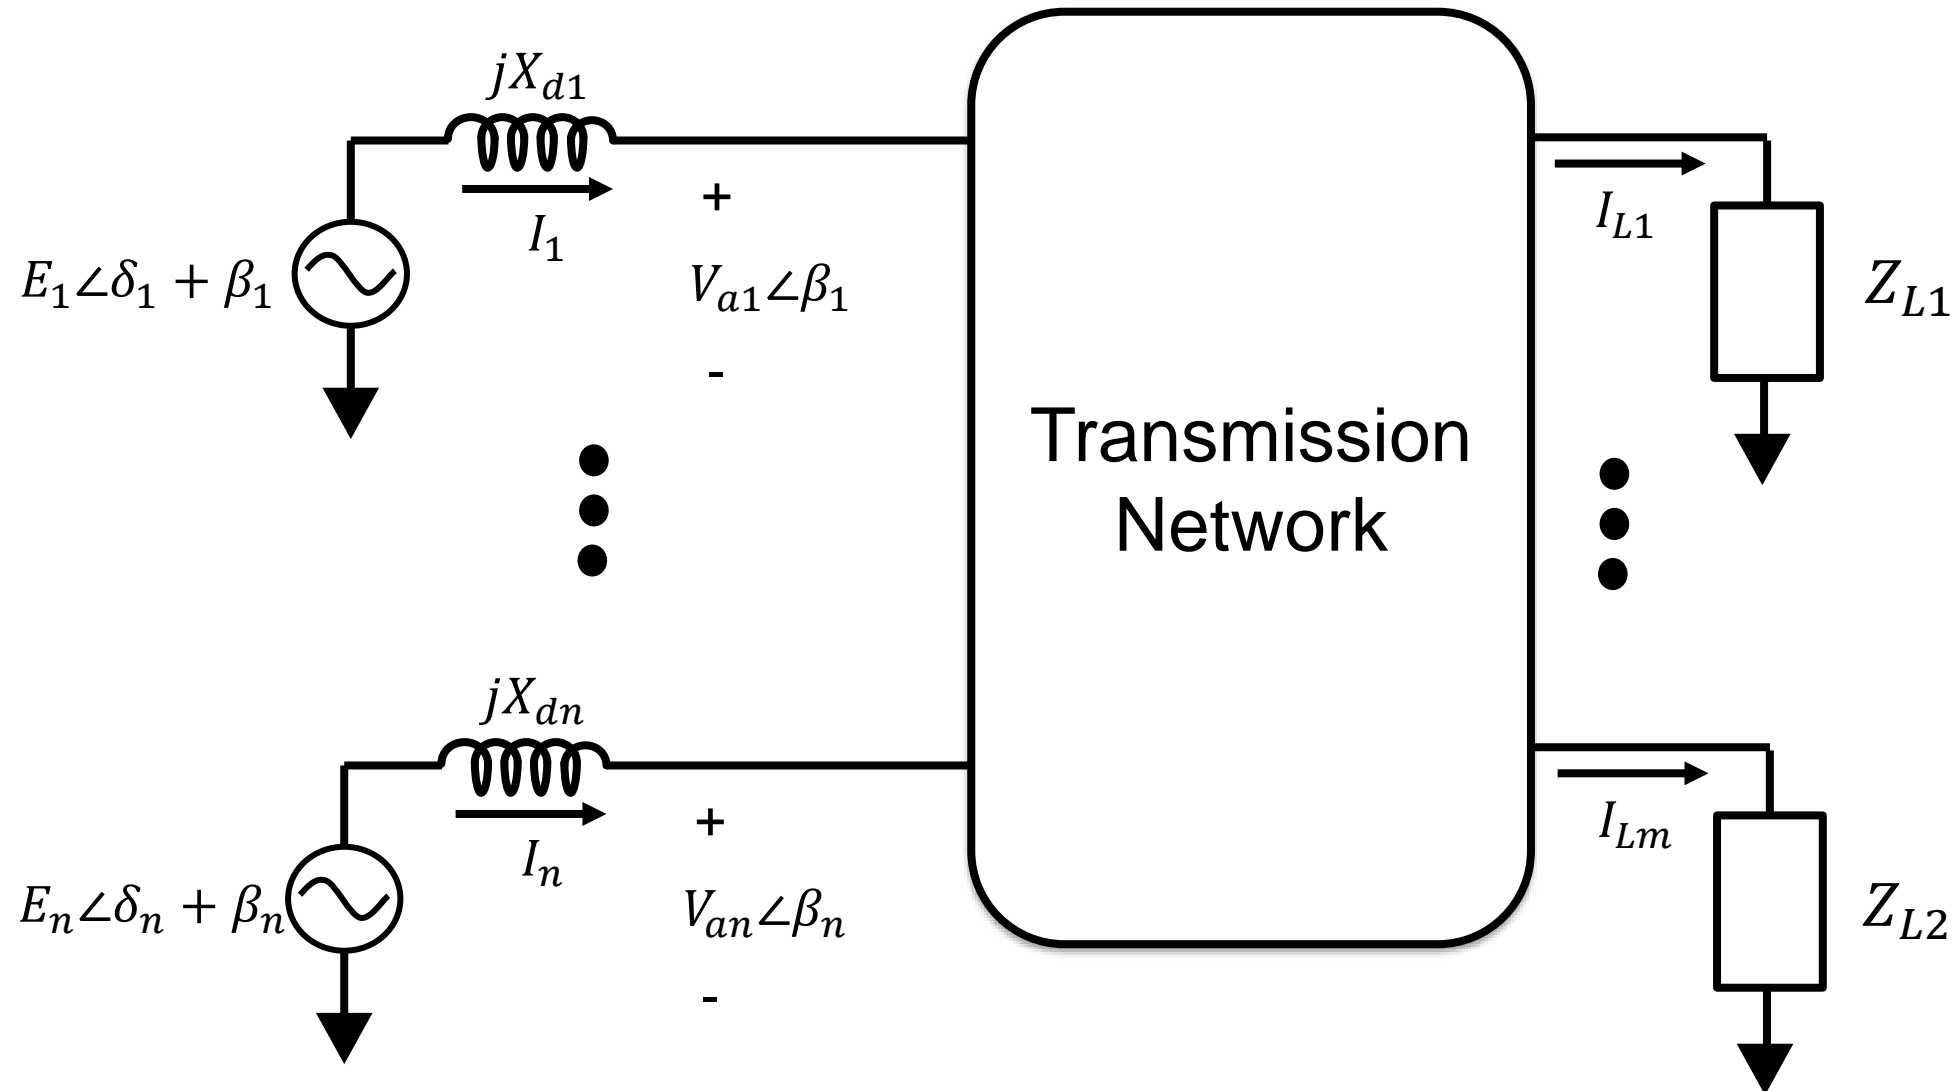 jX_{d1}
I_1
E_1∠δ_1 + β_1
+
V_{a1}∠β_1
-
Transmission
Network
I_{L1}
Z_{L1}
jX_{dn}
I_n
E_n∠δ_n + β_n
+
V_{an}∠β_n
-
I_{Lm}
Z_{L2}